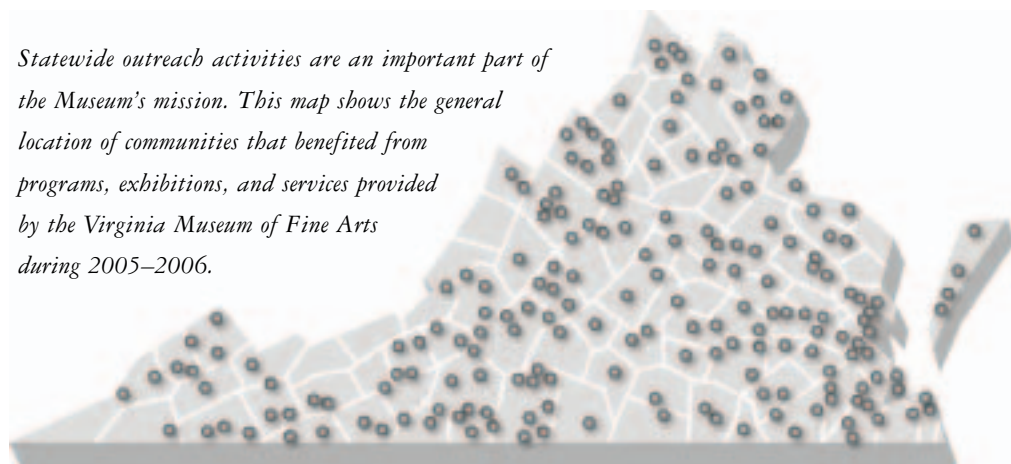 Statewide outreach activities are an important part of
the Museum's mission. This map shows the general
location of communities that benefited from
programs, exhibitions, and services provided
by the Virginia Museum of Fine Arts
during 2005–2006.